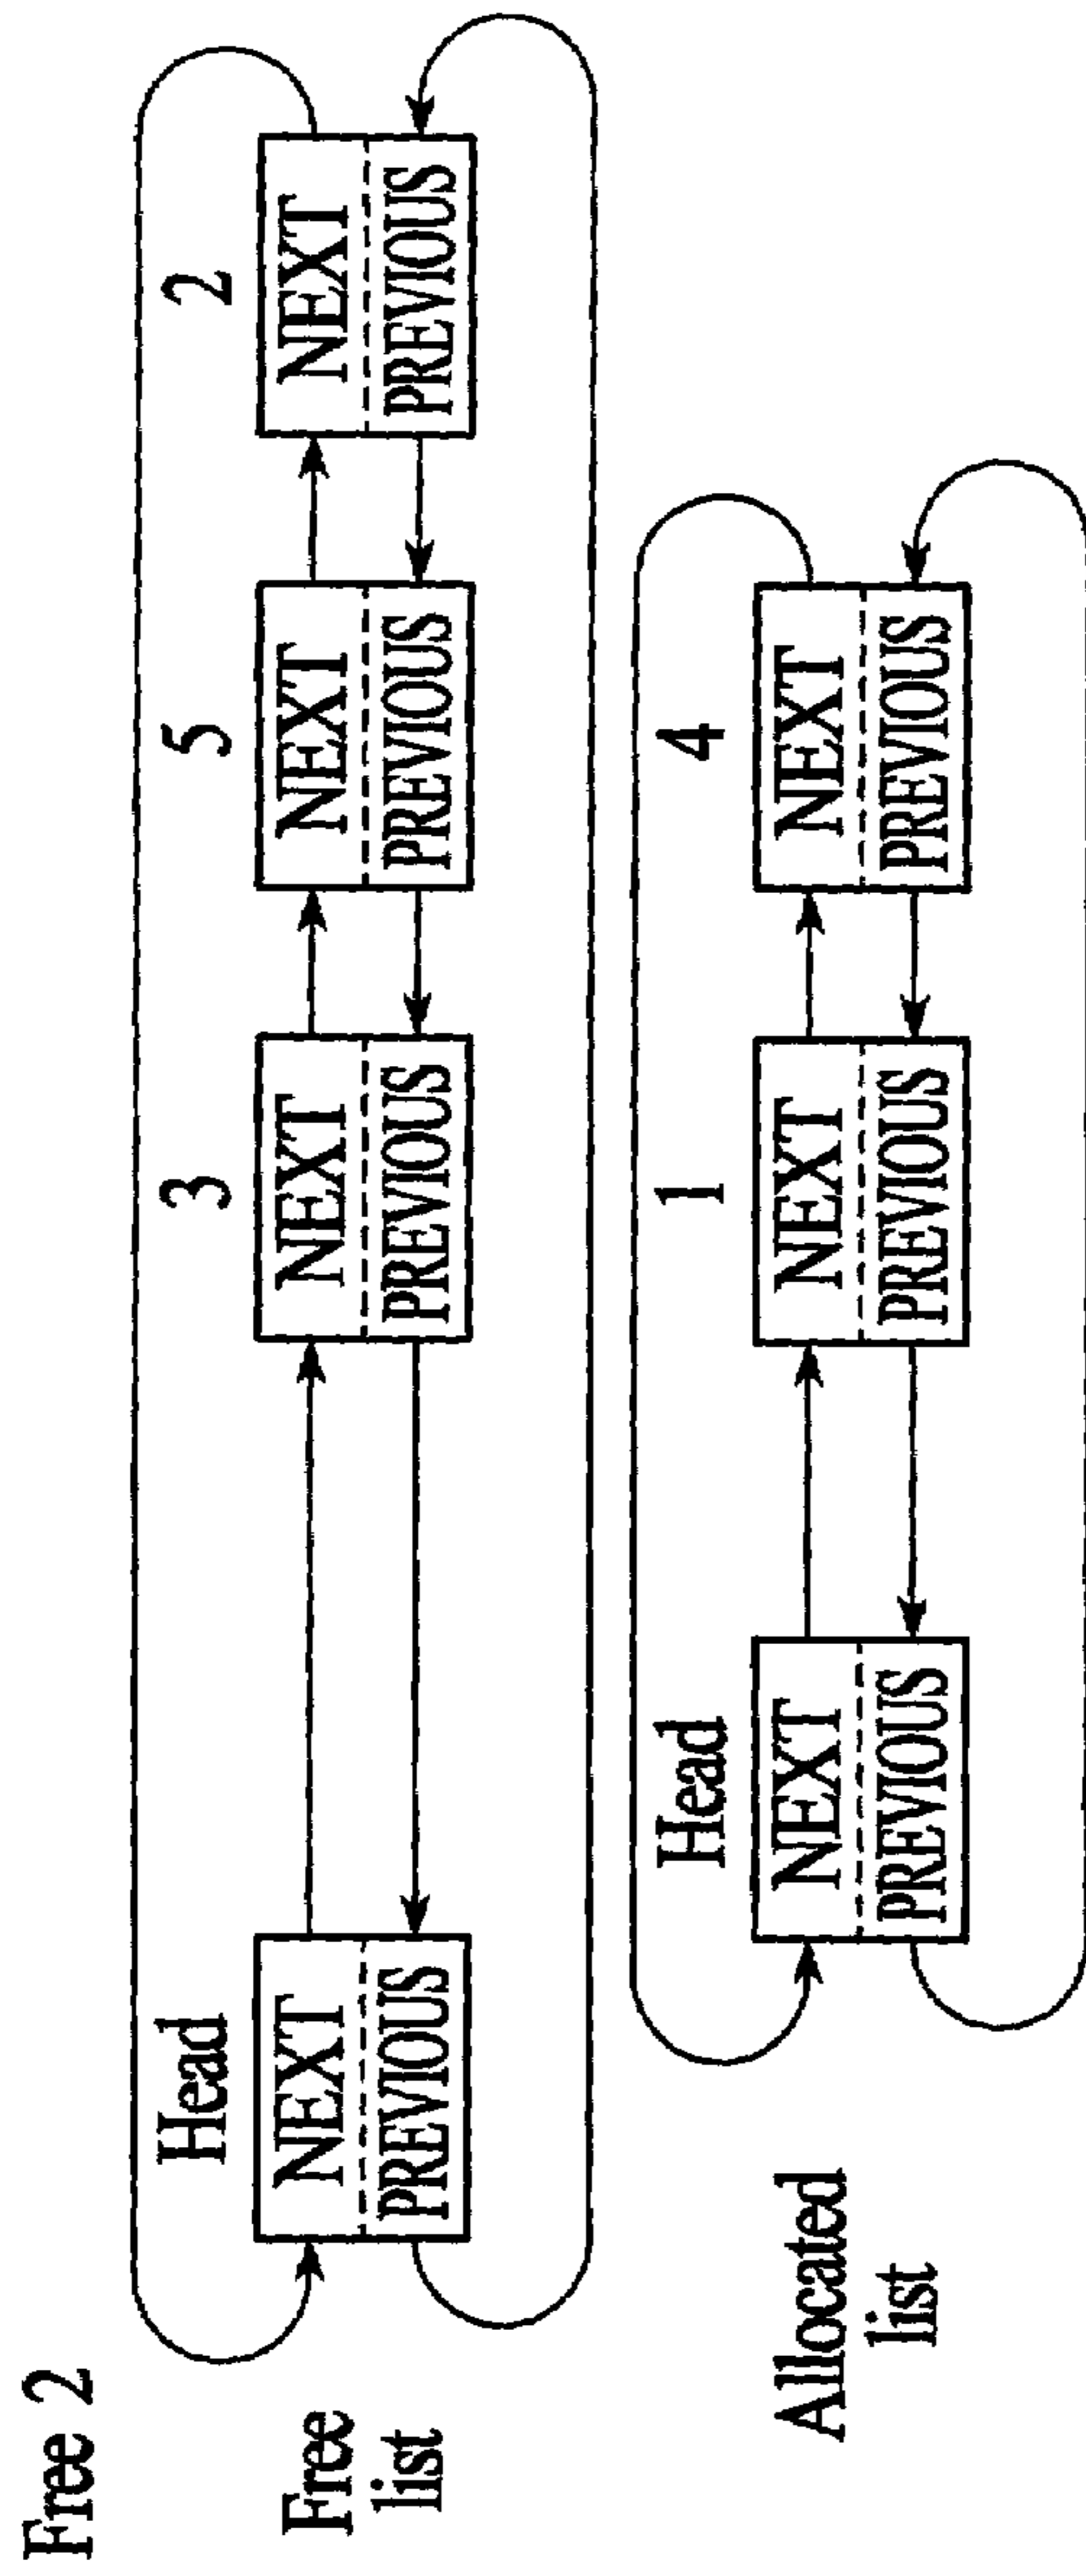 Free 2
Free
list
Head 3 5 2
NEXT NEXT NEXT NEXT
PREVIOUS PREVIOUS PREVIOUS PREVIOUS
Allocated
list
Head 1 4
NEXT NEXT NEXT
PREVIOUS PREVIOUS PREVIOUS